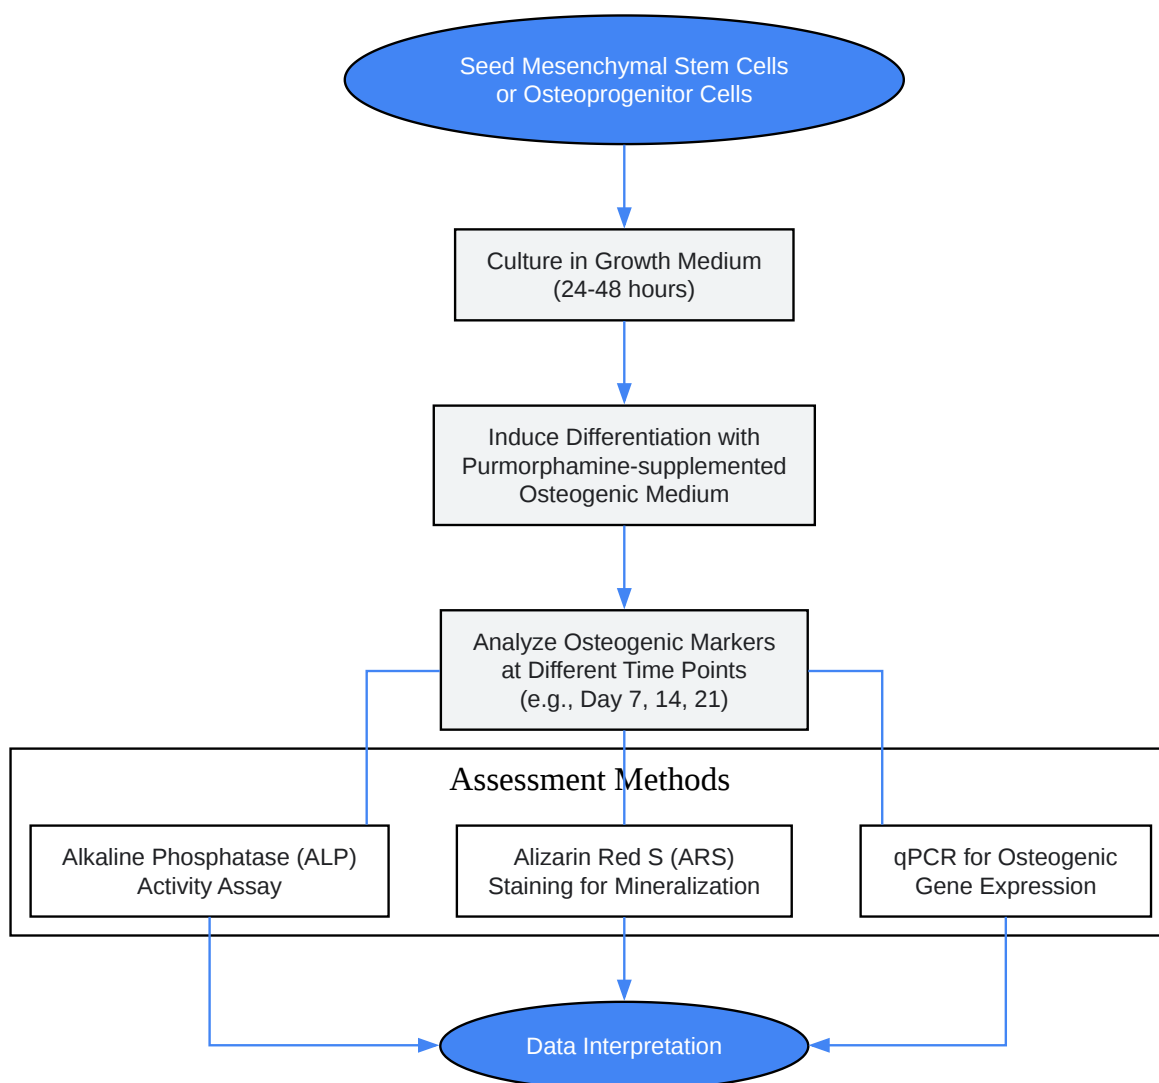 Seed Mesenchymal Stem Cells
or Osteoprogenitor Cells
Culture in Growth Medium
(24-48 hours)
Induce Differentiation with
Purmorphamine-supplemented
Osteogenic Medium
Analyze Osteogenic Markers
at Different Time Points
(e.g., Day 7, 14, 21)
Assessment Methods
Alkaline Phosphatase (ALP)
Activity Assay
Alizarin Red S (ARS)
Staining for Mineralization
qPCR for Osteogenic
Gene Expression
Data Interpretation